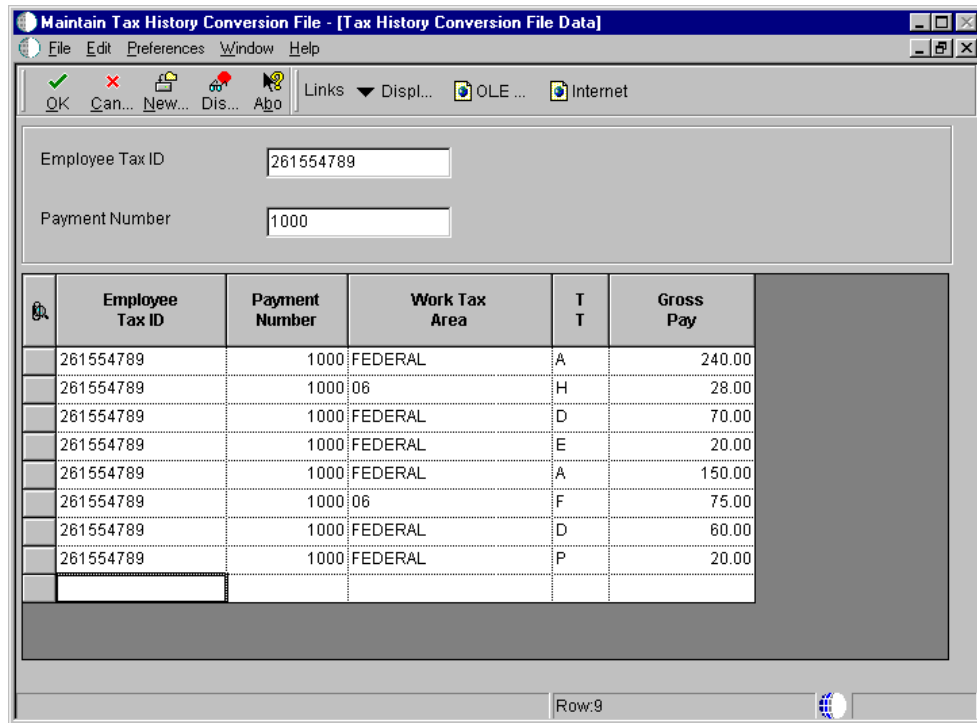 Maintain Tax History Conversion File - [Tax History Conversion File Data]
File Edit Preferences Window Help
OK Can... New... Dis... Abo Links Displ... OLE ... Internet
Employee Tax ID 261554789
Payment Number 1000
Employee Tax ID Payment Number Work Tax Area T T Gross Pay
261554789 1000 FEDERAL A 240.00
261554789 1000 06 H 28.00
261554789 1000 FEDERAL D 70.00
261554789 1000 FEDERAL E 20.00
261554789 1000 FEDERAL A 150.00
261554789 1000 06 F 75.00
261554789 1000 FEDERAL D 60.00
261554789 1000 FEDERAL P 20.00
Row:9